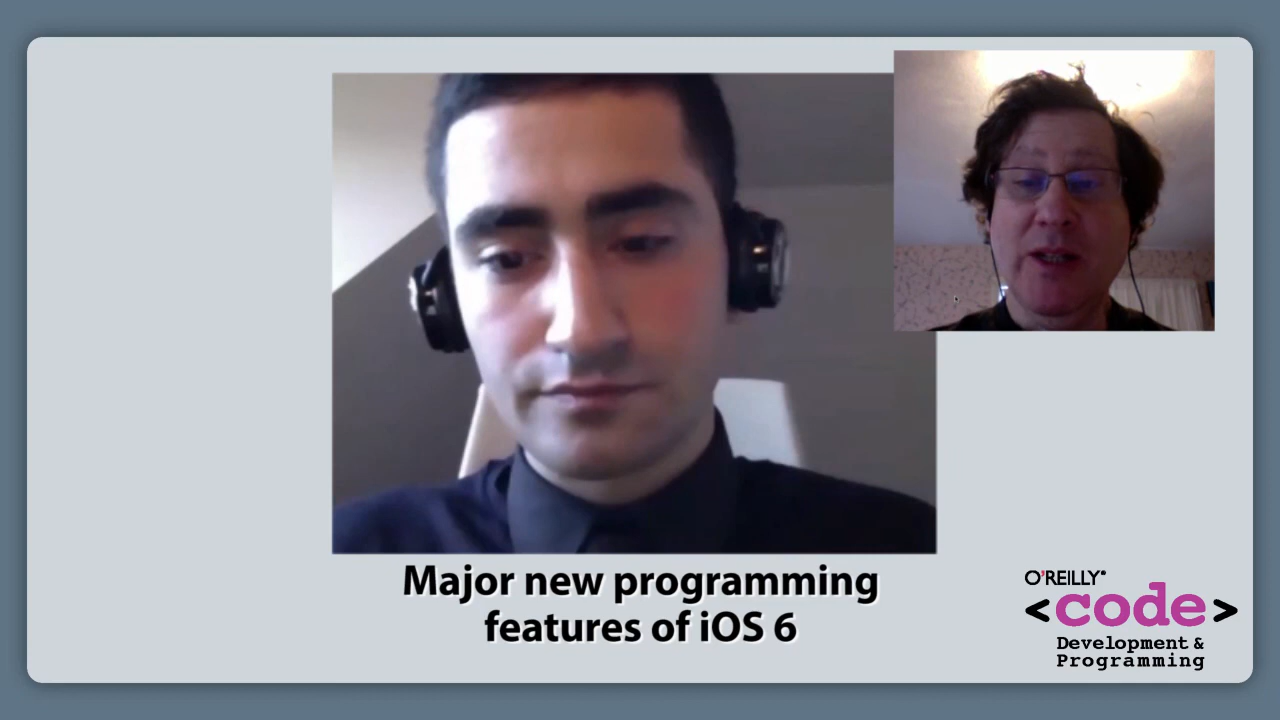 Major new programming
features of iOS 6
O'REILLY
<code>
Development &
Programming